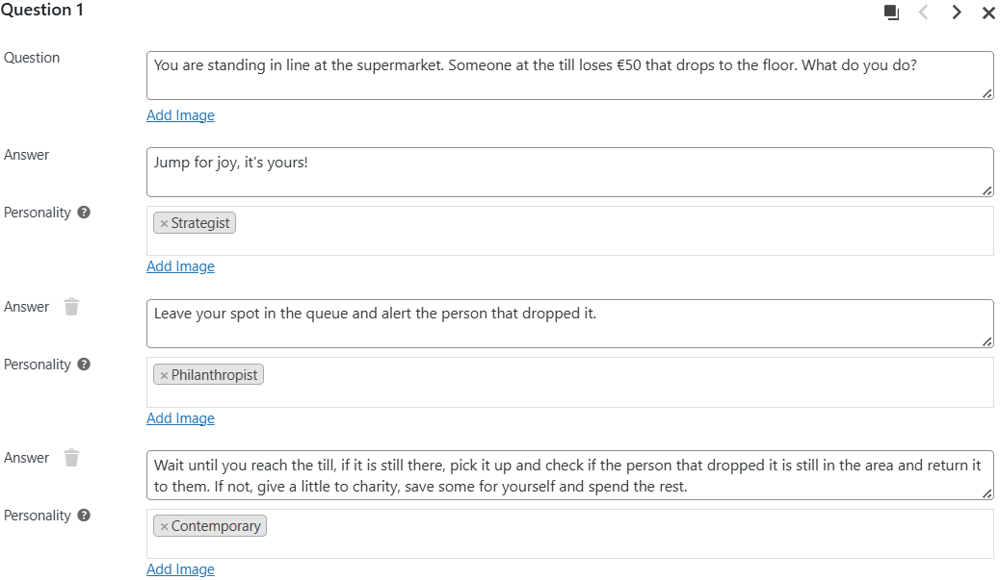 Question 1
Question
You are standing in line at the supermarket. Someone at the till loses €50 that drops to the floor. What do you do?
Add Image
Answer
Jump for joy, it's yours!
Personality ?
× Strategist
Add Image
Answer
Leave your spot in the queue and alert the person that dropped it.
Personality ?
× Philanthropist
Add Image
Answer
Wait until you reach the till, if it is still there, pick it up and check if the person that dropped it is still in the area and return it
to them. If not, give a little to charity, save some for yourself and spend the rest.
Personality ?
× Contemporary
Add Image